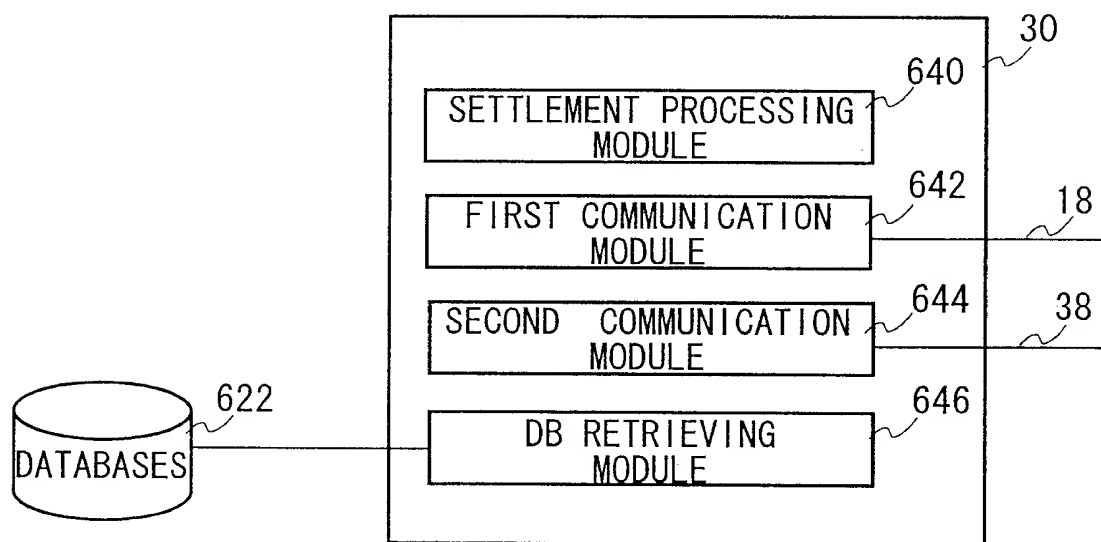 30
640
SETTLEMENT PROCESSING
MODULE
642
FIRST COMMUNICATION
MODULE
18
644
SECOND COMMUNICATION
MODULE
38
622
DATABASES
646
DB RETRIEVING
MODULE